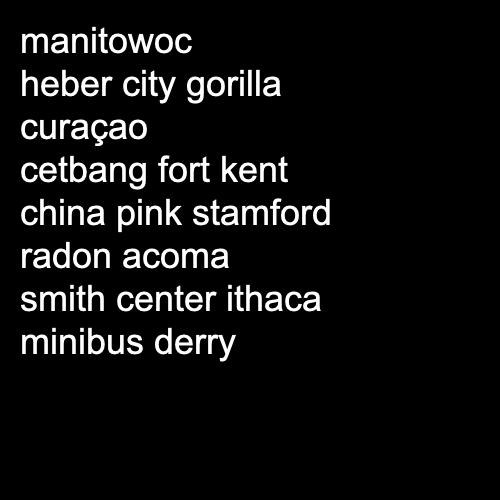 manitowoc
heber city gorilla
curaçao
cetbang fort kent
china pink stamford
radon acoma
smith center ithaca
minibus derry